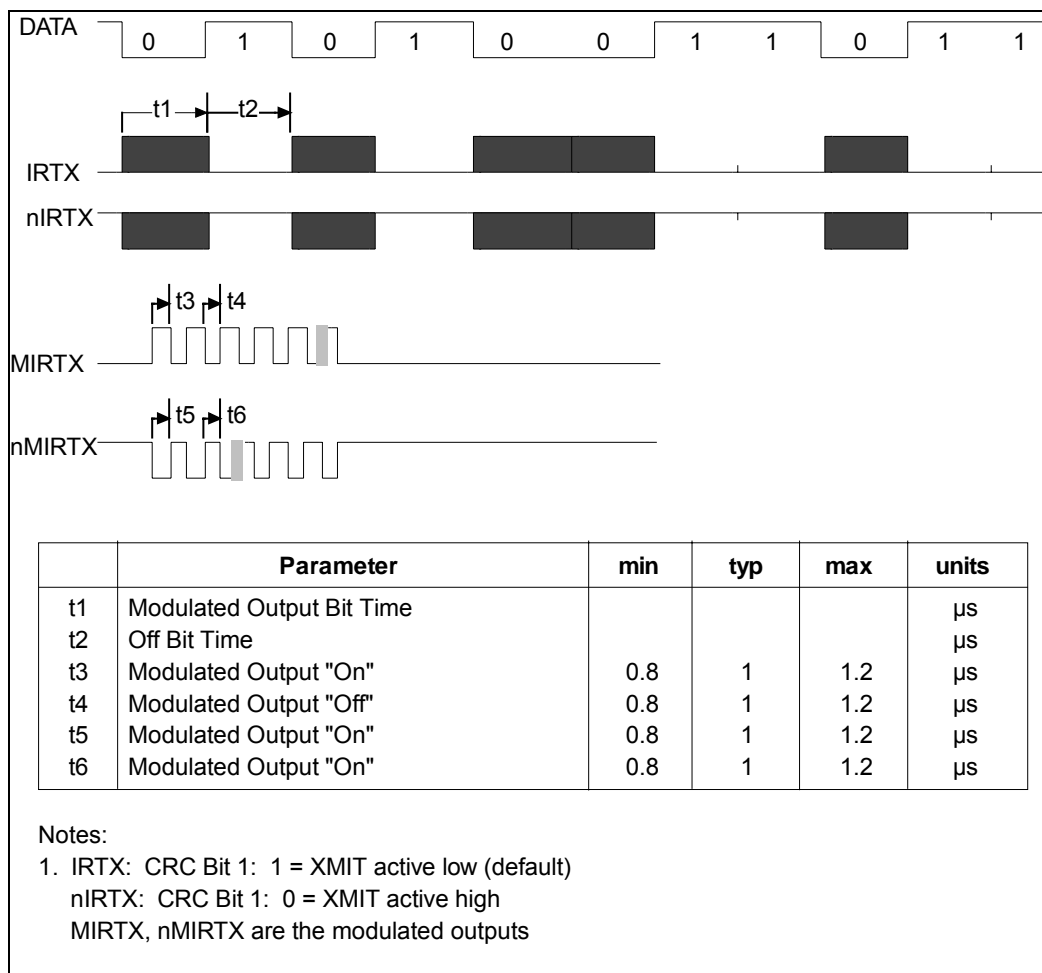 DATA 0 1 0 1 0 0 1 1 0 1 1
t1 t2
IRTX
nIRTX
t3 t4
MIRTX
t5 t6
nMIRTX
Parameter min typ max units
t1 Modulated Output Bit Time µs
t2 Off Bit Time µs
t3 Modulated Output "On" 0.8 1 1.2 µs
t4 Modulated Output "Off" 0.8 1 1.2 µs
t5 Modulated Output "On" 0.8 1 1.2 µs
t6 Modulated Output "On" 0.8 1 1.2 µs
Notes:
1. IRTX: CRC Bit 1: 1 = XMIT active low (default)
nIRTX: CRC Bit 1: 0 = XMIT active high
MIRTX, nMIRTX are the modulated outputs